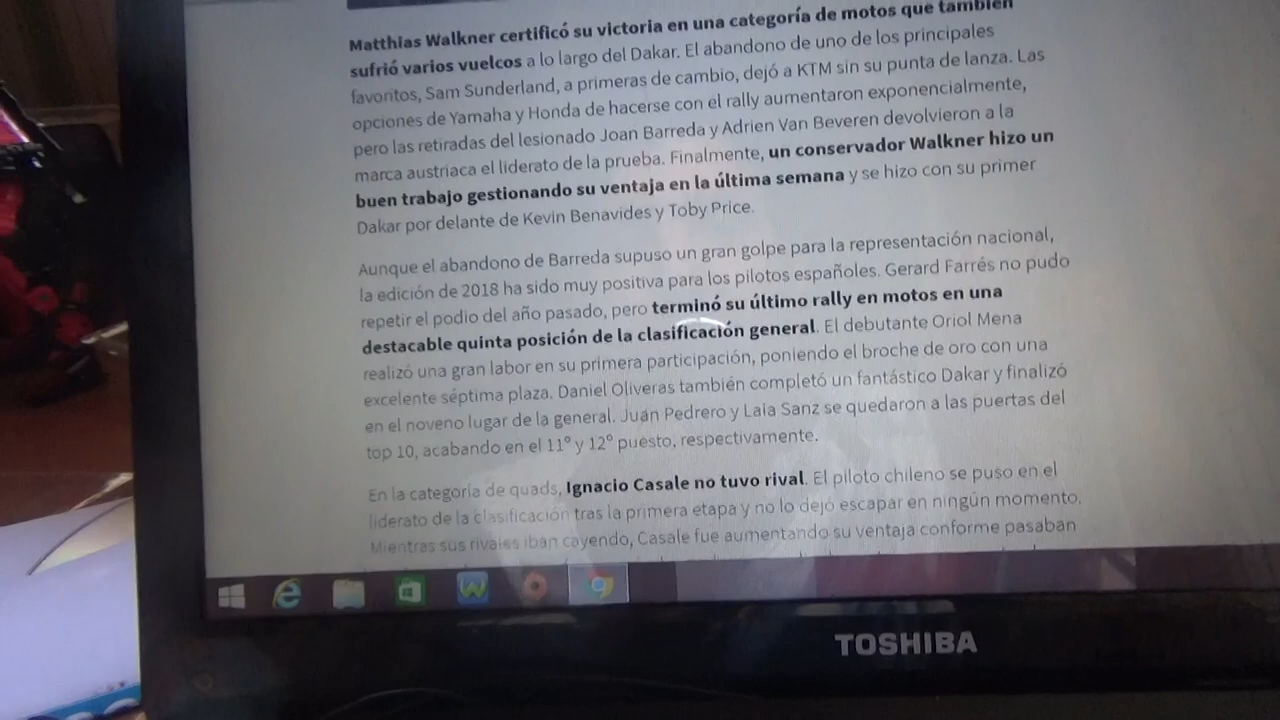 Matthias Walkner certificó su victoria en una categoría de motos que también
sufrió varios vuelcos a lo largo del Dakar. El abandono de uno de los principales
favoritos, Sam Sunderland, a primeras de cambio, dejó a KTM sin su punta de lanza. Las
opciones de Yamaha y Honda de hacerse con el rally aumentaron exponencialmente,
pero las retiradas del lesionado Joan Barreda y Adrien Van Beveren devolvieron a la
marca austriaca el liderato de la prueba. Finalmente, un conservador Walkner hizo un
buen trabajo gestionando su ventaja en la última semana y se hizo con su primer
Dakar por delante de Kevin Benavides y Toby Price.
Aunque el abandono de Barreda supuso un gran golpe para la representación nacional,
la edición de 2018 ha sido muy positiva para los pilotos españoles. Gerard Farrés no pudo
repetir el podio del año pasado, pero terminó su último rally en motos en una
destacable quinta posición de la clasificación general. El debutante Oriol Mena
realizó una gran labor en su primera participación, poniendo el broche de oro con una
excelente séptima plaza. Daniel Oliveras también completó un fantástico Dakar y finalizó
en el noveno lugar de la general. Juan Pedrero y Laia Sanz se quedaron a las puertas del
top 10, acabando en el 11º y 12º puesto, respectivamente.
En la categoría de quads, Ignacio Casale no tuvo rival. El piloto chileno se puso en el
liderato de la clasificación tras la primera etapa y no lo dejó escapar en ningún momento.
Mientras sus rivales iban cayendo, Casale fue aumentando su ventaja conforme pasaban
TOSHIBA